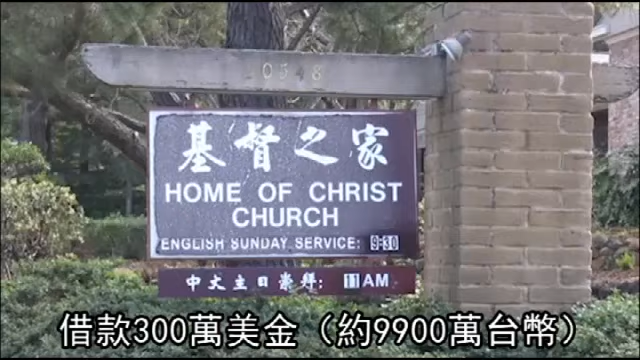 0548
基督之家
HOME OF CHRIST
CHURCH
ENGLISH SUNDAY SERVICE: 9:30
中文主日崇拜: 11AM
借款300萬美金（約9900萬台幣）